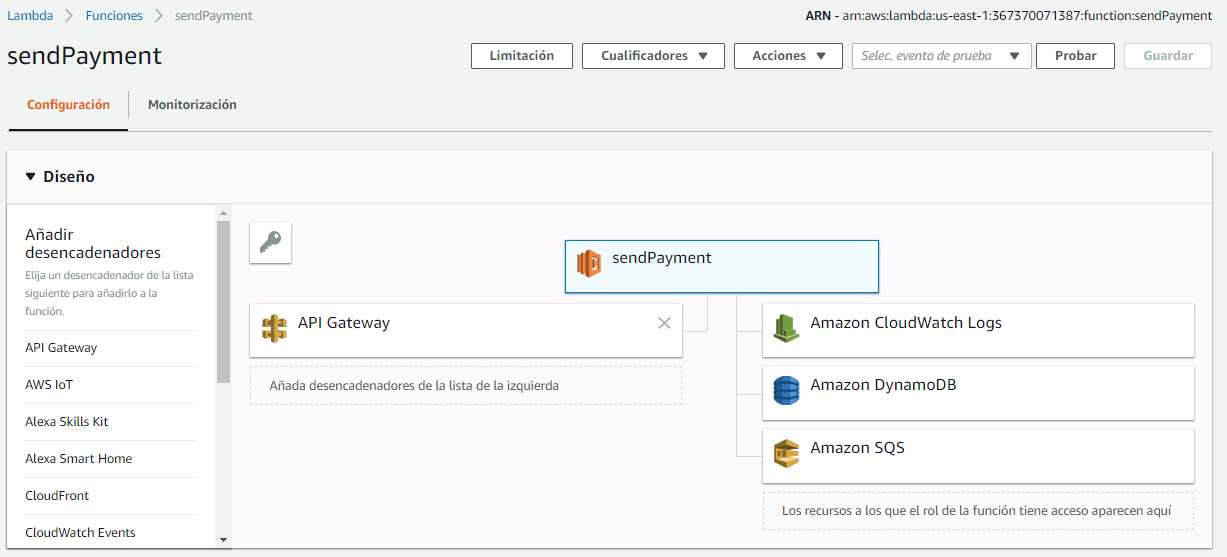 Lambda > Funciones > sendPayment
ARN - arn:aws:lambda:us-east-1:367370071387:function:sendPayment
sendPayment
Limitación Cualificadores Acciones Selec. evento de prueba Probar Guardar
Configuración Monitorización
Diseño
Añadir
desencadenadores
Elija un desencadenador de la lista
siguiente para añadirlo a la
función.
API Gateway
AWS IoT
Alexa Skills Kit
Alexa Smart Home
CloudFront
CloudWatch Events
sendPayment
API Gateway
Añada desencadenadores de la lista de la izquierda
Amazon CloudWatch Logs
Amazon DynamoDB
Amazon SQS
Los recursos a los que el rol de la función tiene acceso aparecen aquí